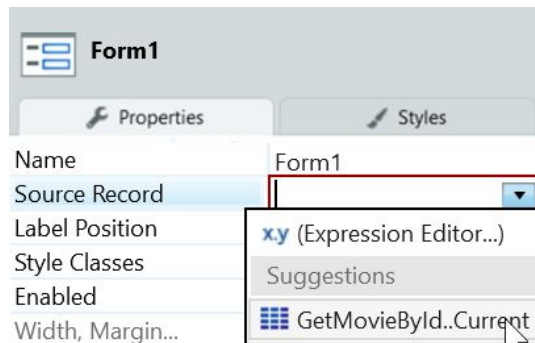 Form1
Properties Styles
Name Form1
Source Record
Label Position
x.y (Expression Editor...)
Style Classes
Suggestions
Enabled
GetMovieById..Current
Width, Margin...